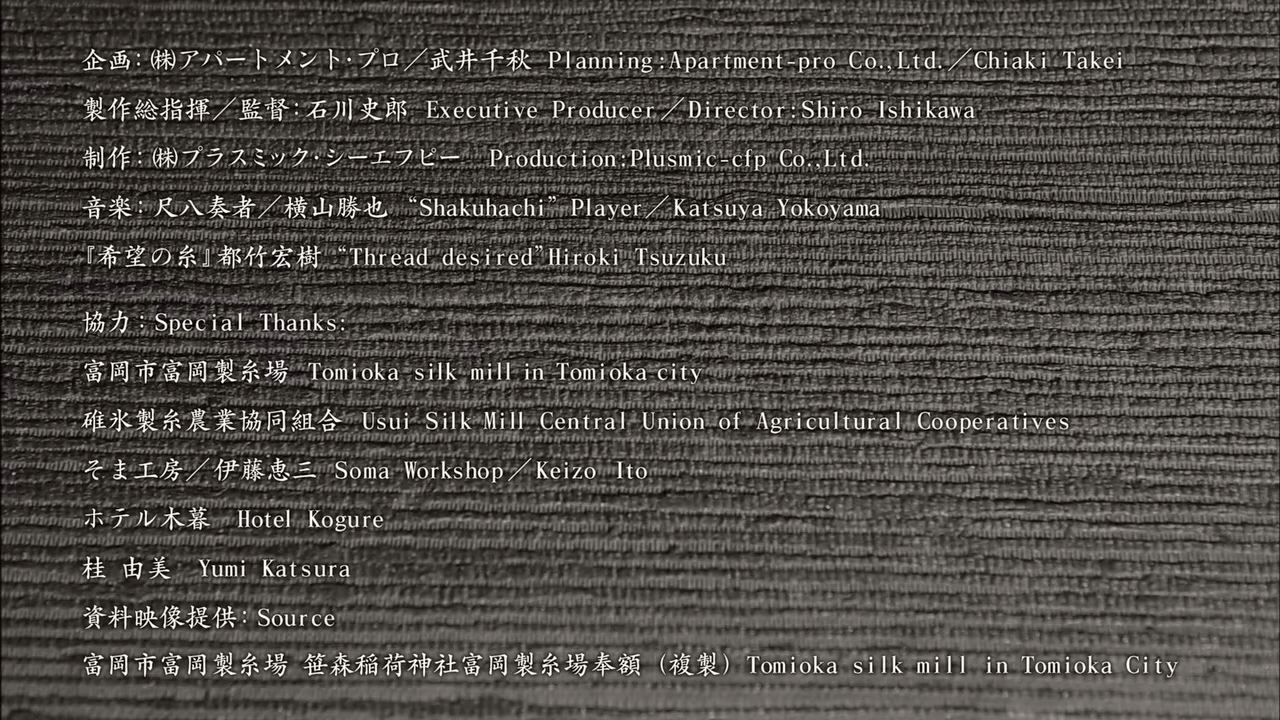 企画：㈱アパートメント・プロ／武井千秋 Planning:Apartment-pro Co.,Ltd.／Chiaki Takei
製作総指揮／監督：石川史郎 Executive Producer／Director:Shiro Ishikawa
制作：㈱プラスミック・シーエフピー Production:Plusmic-cfp Co.,Ltd.
音楽：尺八奏者／横山勝也 “Shakuhachi” Player／Katsuya Yokoyama
『希望の糸』都竹宏樹 “Thread desired”Hiroki Tsuzuku
協力：Special Thanks:
富岡市富岡製糸場 Tomioka silk mill in Tomioka city
碓氷製糸農業協同組合 Usui Silk Mill Central Union of Agricultural Cooperatives
そま工房／伊藤恵三 Soma Workshop／Keizo Ito
ホテル木暮 Hotel Kogure
桂 由美 Yumi Katsura
資料映像提供：Source
富岡市富岡製糸場 笹森稲荷神社富岡製糸場奉額（複製）Tomioka silk mill in Tomioka City